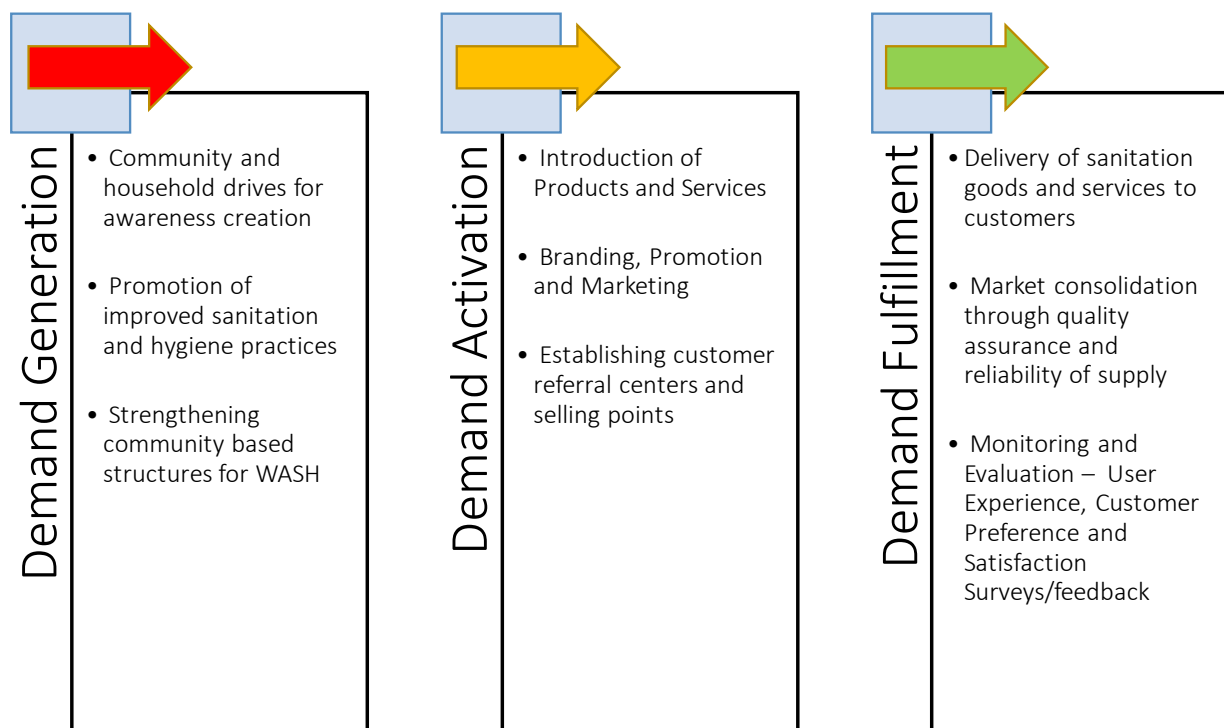 Demand Generation
• Community and
household drives for
awareness creation
• Promotion of
improved sanitation
and hygiene practices
• Strengthening
community based
structures for WASH
Demand Activation
• Introduction of
Products and Services
• Branding, Promotion
and Marketing
• Establishing customer
referral centers and
selling points
Demand Fulfillment
• Delivery of sanitation
goods and services to
customers
• Market consolidation
through quality
assurance and
reliability of supply
• Monitoring and
Evaluation – User
Experience, Customer
Preference and
Satisfaction
Surveys/feedback